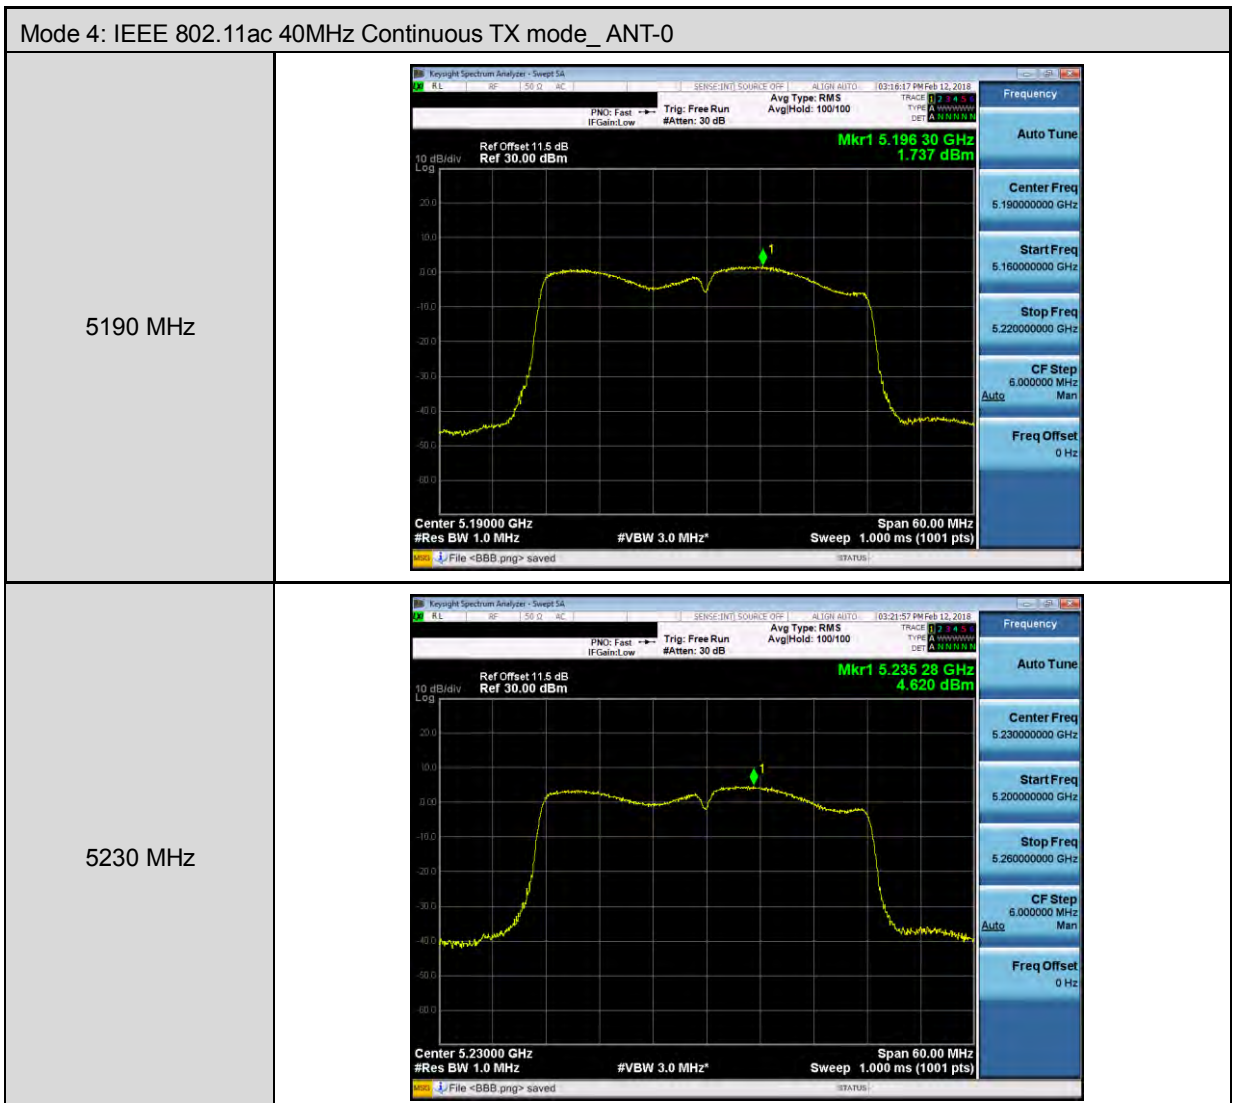 Mode 4: IEEE 802.11ac 40MHz Continuous TX mode_ ANT-0
5190 MHz
Keysight Spectrum Analyzer - Swept SA
RL RF 50 Ω AC SENSE:INT SOURCE OFF ALIGN AUTO 03:16:17 PM Feb 12, 2018
Frequency
Avg Type: RMS TRACE 1 2 3 4 5 6
PNO: Fast Trig: Free Run Avg|Hold: 100/100 TYPE A WWWWW
IFGain:Low #Atten: 30 dB DET A N N N N N
Auto Tune
Mkr1 5.196 30 GHz
Ref Offset 11.5 dB
10 dB/div Ref 30.00 dBm 1.737 dBm
Log
Center Freq
5.190000000 GHz
20.0
10.0
1
Start Freq
5.160000000 GHz
0.00
-10.0
Stop Freq
5.220000000 GHz
-20.0
-30.0
CF Step
6.000000 MHz
Auto Man
-40.0
-50.0
Freq Offset
0 Hz
-60.0
Center 5.19000 GHz Span 60.00 MHz
#Res BW 1.0 MHz #VBW 3.0 MHz* Sweep 1.000 ms (1001 pts)
MSG File <BBB.png> saved STATUS
5230 MHz
Keysight Spectrum Analyzer - Swept SA
RL RF 50 Ω AC SENSE:INT SOURCE OFF ALIGN AUTO 03:21:57 PM Feb 12, 2018
Frequency
Avg Type: RMS TRACE 1 2 3 4 5 6
PNO: Fast Trig: Free Run Avg|Hold: 100/100 TYPE A WWWWW
IFGain:Low #Atten: 30 dB DET A N N N N N
Auto Tune
Mkr1 5.235 28 GHz
Ref Offset 11.5 dB
10 dB/div Ref 30.00 dBm 4.620 dBm
Log
Center Freq
5.230000000 GHz
20.0
10.0
1
Start Freq
5.200000000 GHz
0.00
-10.0
Stop Freq
5.260000000 GHz
-20.0
-30.0
CF Step
6.000000 MHz
Auto Man
-40.0
-50.0
Freq Offset
0 Hz
-60.0
Center 5.23000 GHz Span 60.00 MHz
#Res BW 1.0 MHz #VBW 3.0 MHz* Sweep 1.000 ms (1001 pts)
MSG File <BBB.png> saved STATUS